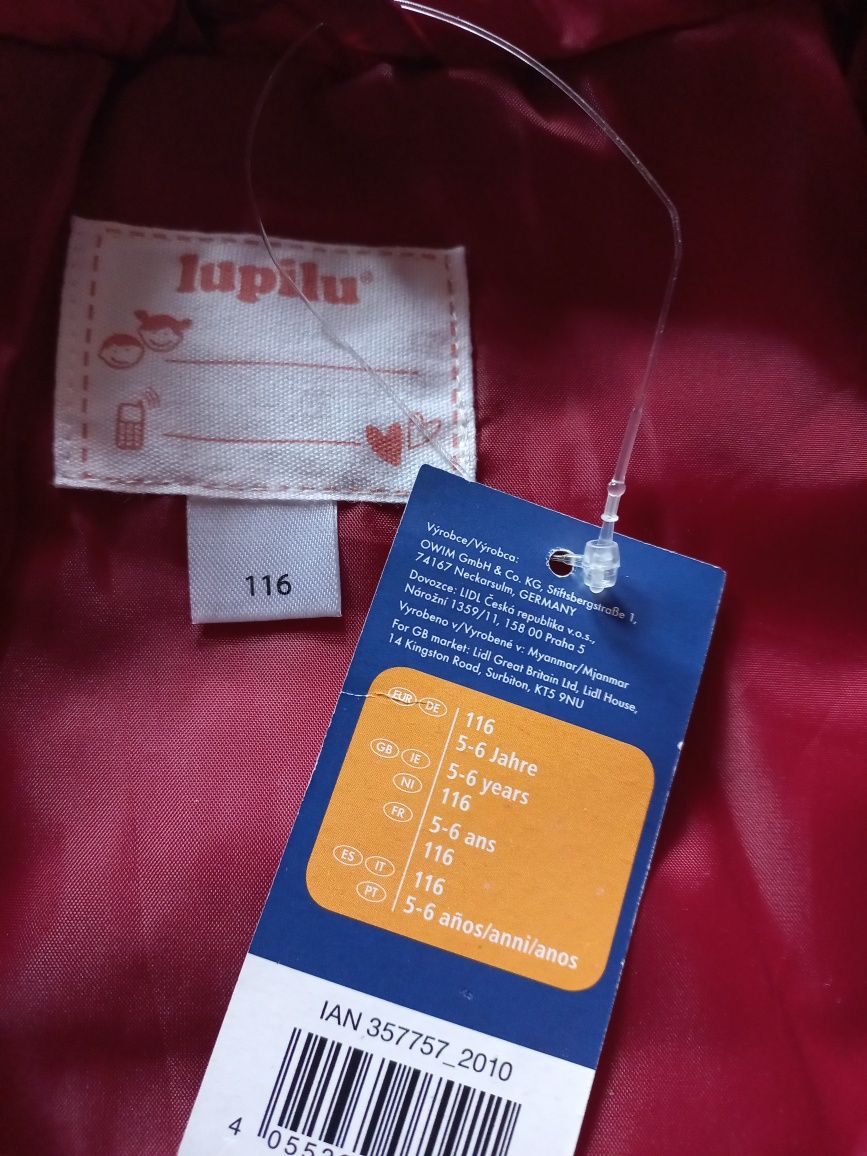 lupilu®
116
Výrobce/Výrobca:
OWIM GmbH & Co. KG, Stiftsbergstraße 1,
74167 Neckarsulm, GERMANY
Dovozce: LIDL Česká republika v.o.s.,
Nárožní 1359/11, 158 00 Praha 5
Vyrobeno v/Vyrobené v: Myanmar/Mjanmar
For GB market: Lidl Great Britain Ltd, Lidl House,
14 Kingston Road, Surbiton, KT5 9NU
EUR DE 116
5-6 Jahre
GB IE 5-6 years
NI 116
FR 5-6 ans
116
ES IT 116
PT 5-6 años/anni/anos
IAN 357757_2010
4